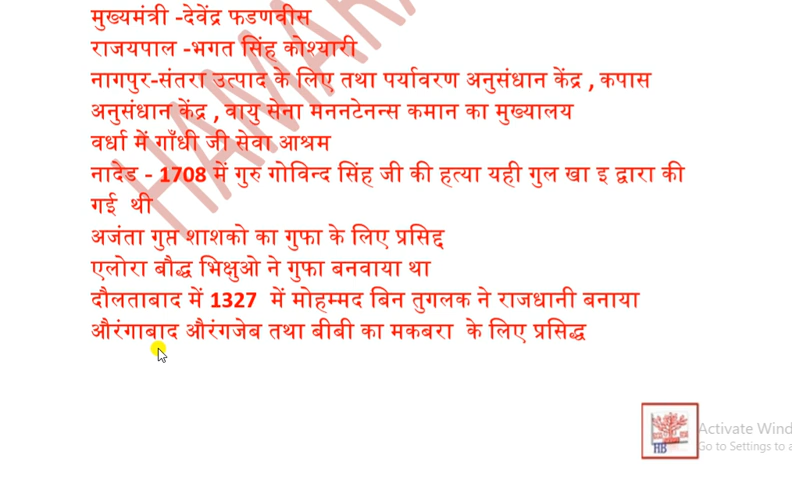 मुख्यमंत्री -देवेंद्र फडणवीस
राजयपाल -भगत सिंह कोश्यारी
नागपुर-संतरा उत्पाद के लिए तथा पर्यावरण अनुसंधान केंद्र , कपास
अनुसंधान केंद्र , वायु सेना मननटेनन्स कमान का मुख्यालय
वर्धा में गाँधी जी सेवा आश्रम
नादेड - 1708 में गुरु गोविन्द सिंह जी की हत्या यही गुल खा इ द्वारा की
गई थी
अजंता गुप्त शाशको का गुफा के लिए प्रसिद्द
एलोरा बौद्ध भिक्षुओ ने गुफा बनवाया था
दौलताबाद में 1327 में मोहम्मद बिन तुगलक ने राजधानी बनाया
औरंगाबाद औरंगजेब तथा बीबी का मकबरा के लिए प्रसिद्ध
HAMARA
HB
Activate Wind
Go to Settings to a